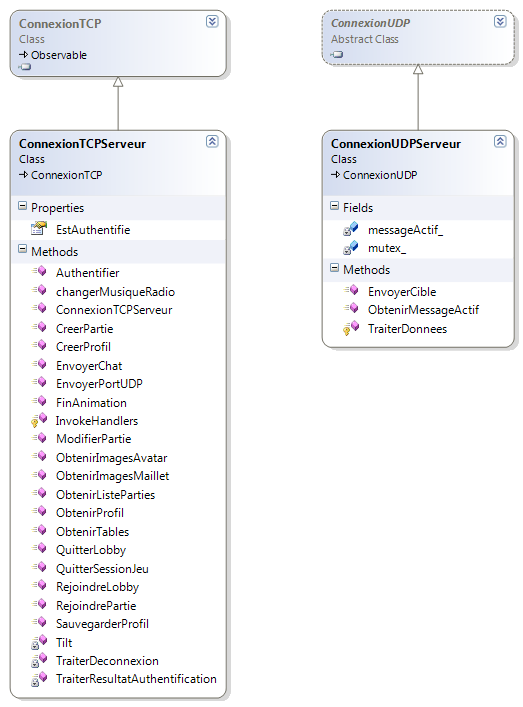 ConnexionTCP
Class
Observable
ConnexionTCPServeur
Class
ConnexionTCP
Properties
EstAuthentifie
Methods
Authentifier
changerMusiqueRadio
ConnexionTCPServeur
CreerPartie
CreerProfil
EnvoyerChat
EnvoyerPortUDP
FinAnimation
InvokeHandlers
ModifierPartie
ObtenirImagesAvatar
ObtenirImagesMaillet
ObtenirListeParties
ObtenirProfil
ObtenirTables
QuitterLobby
QuitterSessionJeu
RejoindreLobby
RejoindrePartie
SauvegarderProfil
Tilt
TraiterDeconnexion
TraiterResultatAuthentification
ConnexionUDP
Abstract Class
ConnexionUDPServeur
Class
ConnexionUDP
Fields
messageActif_
mutex_
Methods
EnvoyerCible
ObtenirMessageActif
TraiterDonnees